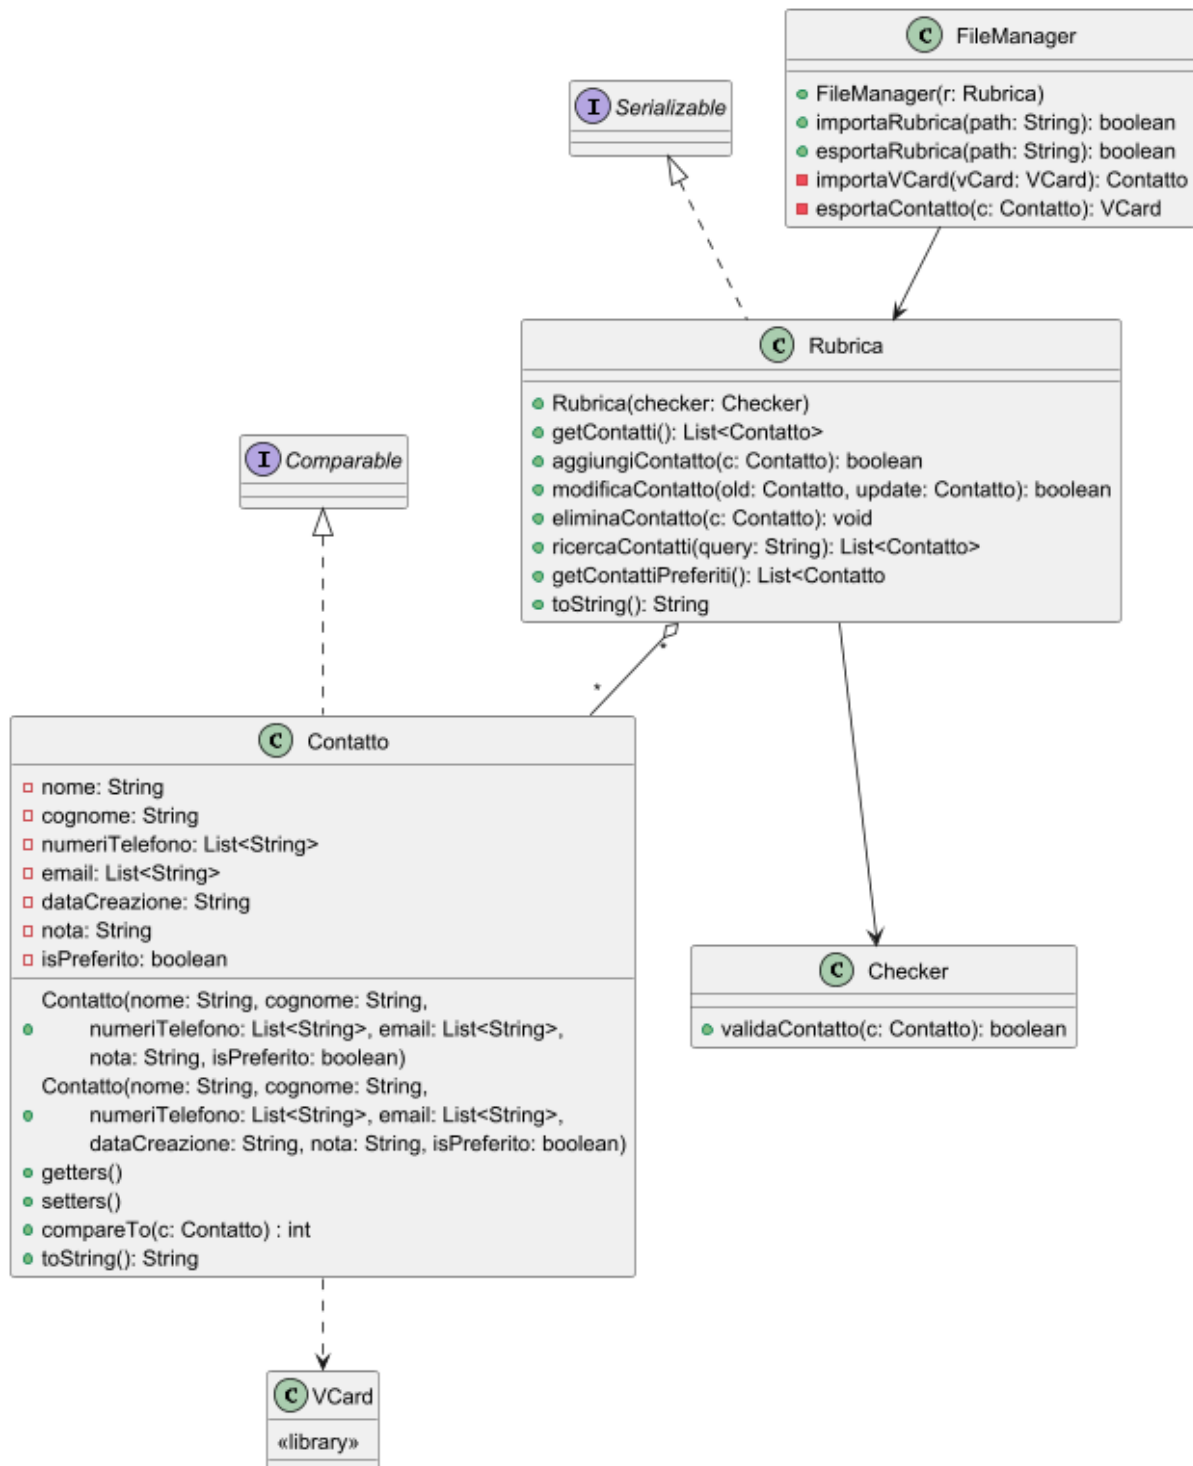 C FileManager
FileManager(r: Rubrica)
importaRubrica(path: String): boolean
esportaRubrica(path: String): boolean
importaVCard(vCard: VCard): Contatto
esportaContatto(c: Contatto): VCard
I Serializable
C Rubrica
Rubrica(checker: Checker)
getContatti(): List<Contatto>
aggiungiContatto(c: Contatto): boolean
modificaContatto(old: Contatto, update: Contatto): boolean
eliminaContatto(c: Contatto): void
ricercaContatti(query: String): List<Contatto>
getContattiPreferiti(): List<Contatto
toString(): String
I Comparable
*
*
C Contatto
nome: String
cognome: String
numeriTelefono: List<String>
email: List<String>
dataCreazione: String
nota: String
isPreferito: boolean
Contatto(nome: String, cognome: String,
numeriTelefono: List<String>, email: List<String>,
nota: String, isPreferito: boolean)
Contatto(nome: String, cognome: String,
numeriTelefono: List<String>, email: List<String>,
dataCreazione: String, nota: String, isPreferito: boolean)
getters()
setters()
compareTo(c: Contatto) : int
toString(): String
C Checker
validaContatto(c: Contatto): boolean
C VCard
«library»